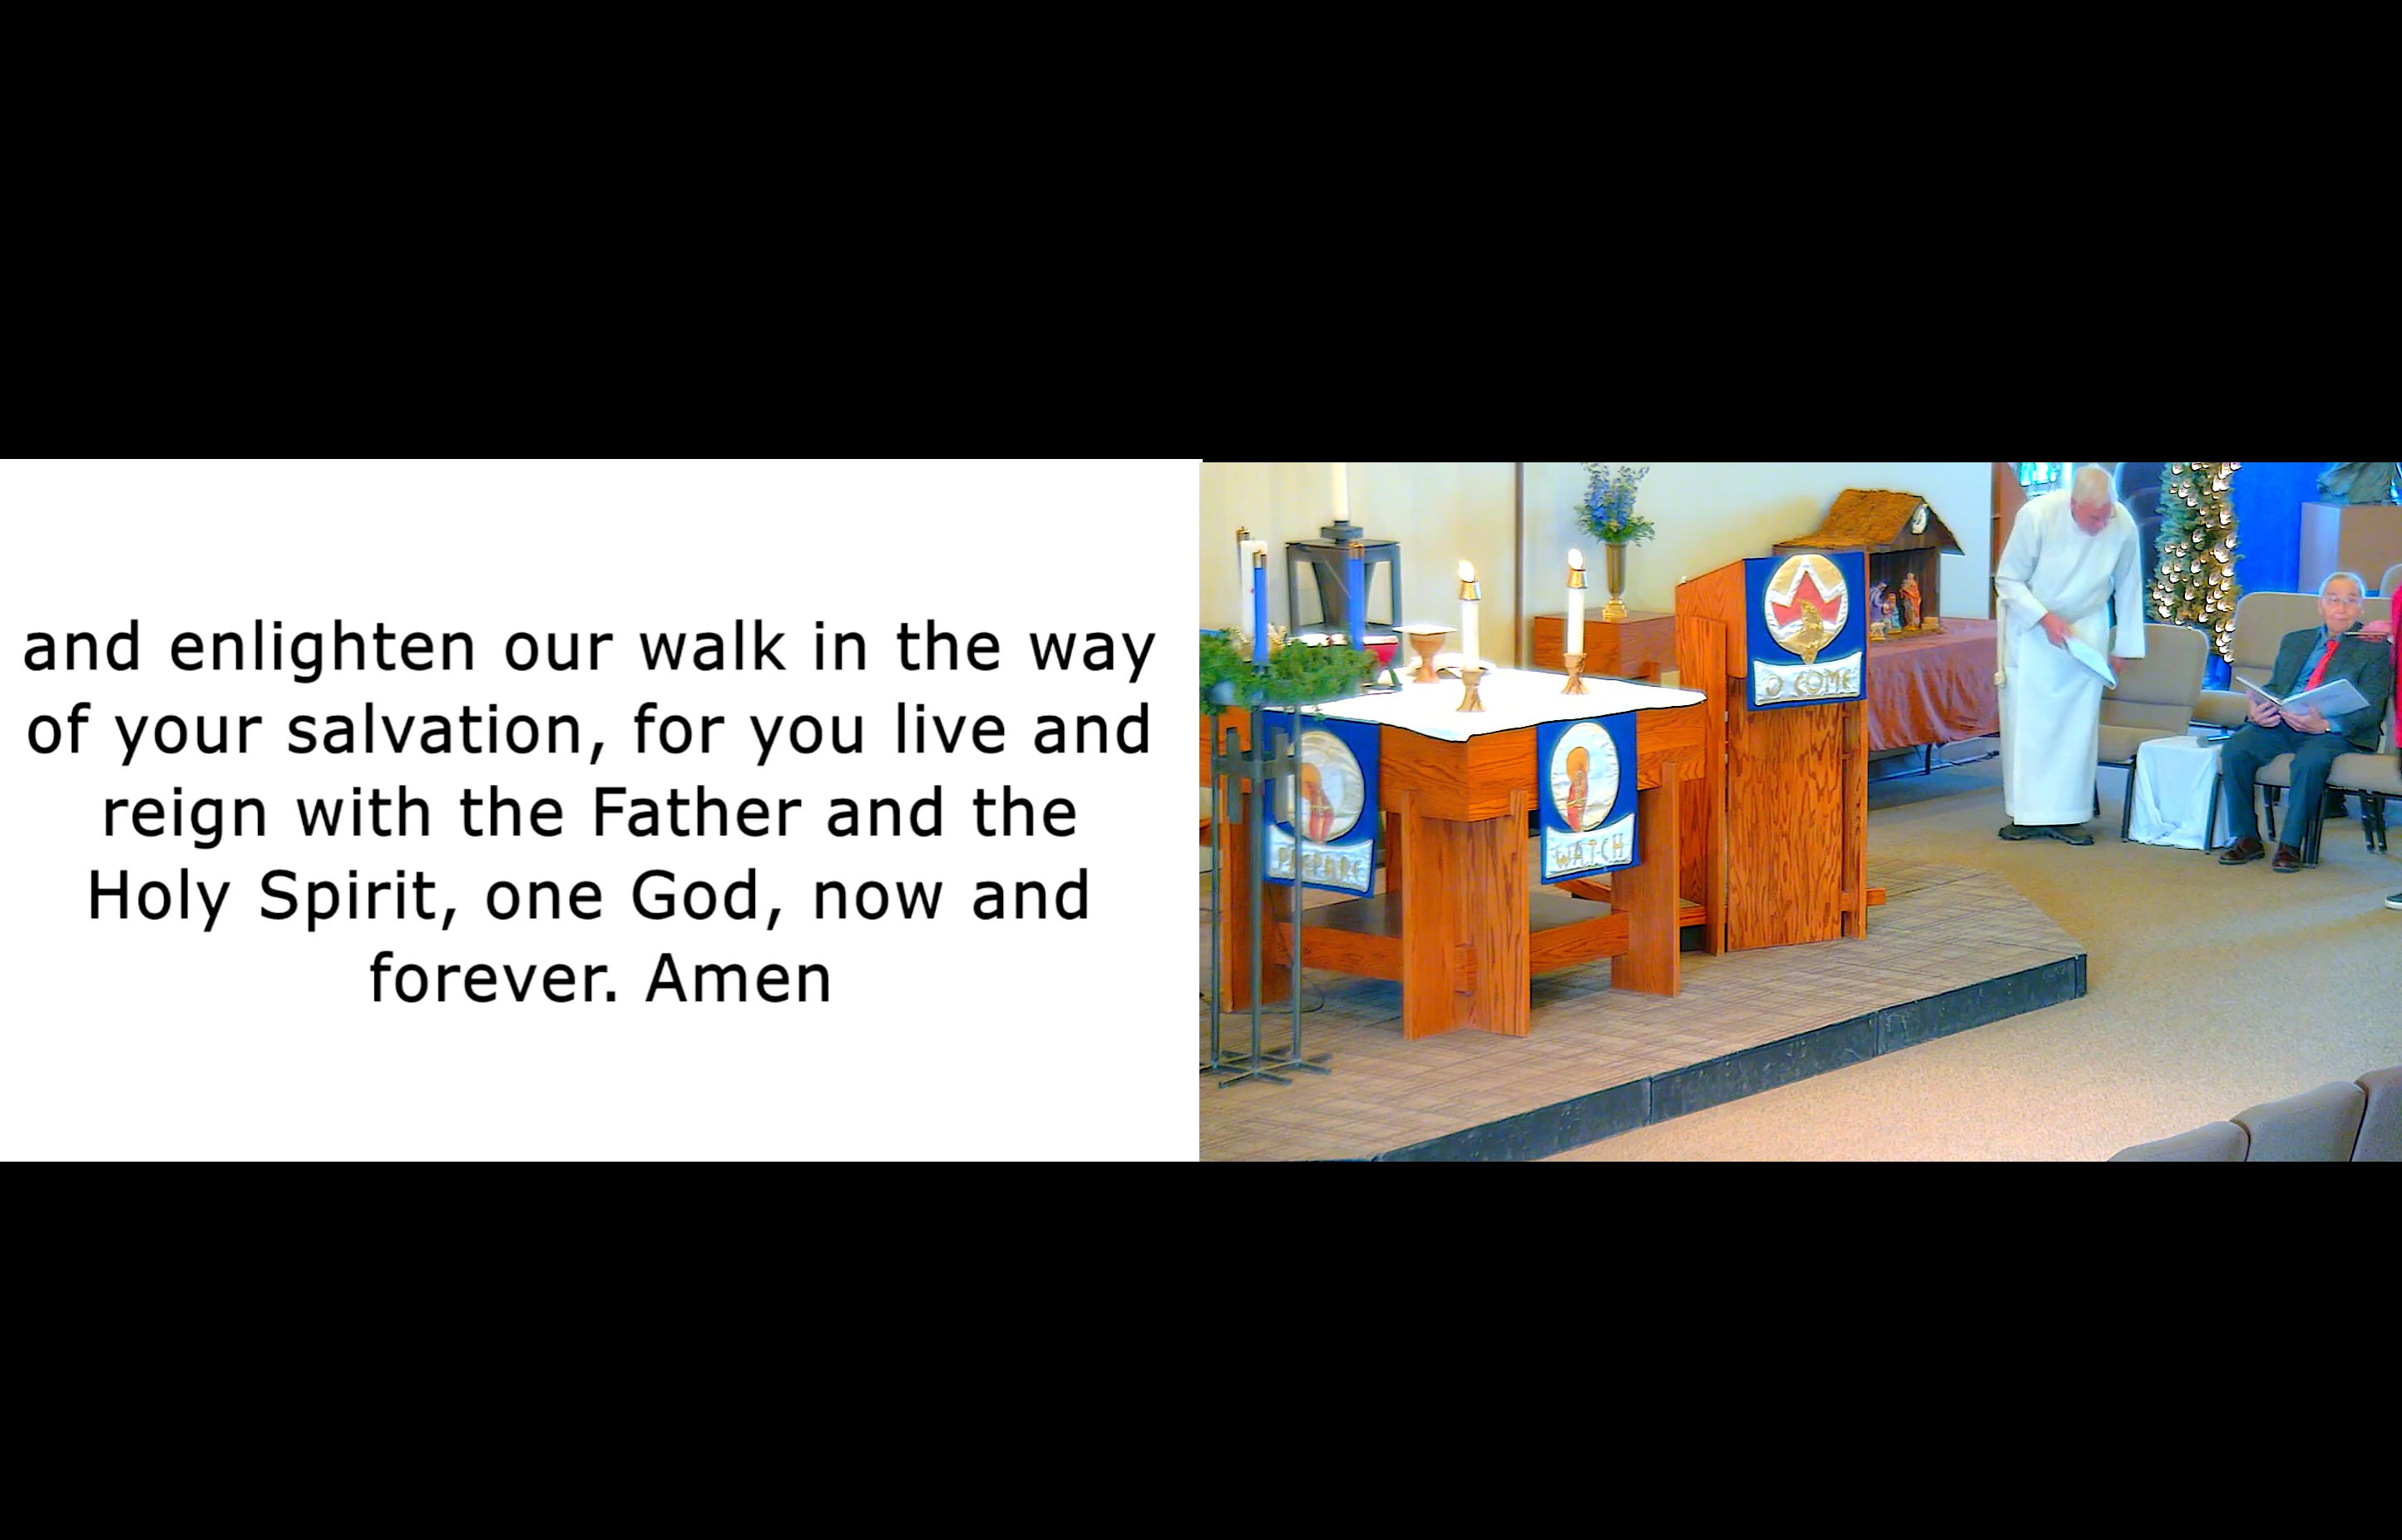 and enlighten our walk in the way
of your salvation, for you live and
reign with the Father and the
Holy Spirit, one God, now and
forever. Amen
O COME
PREPARE
WATCH